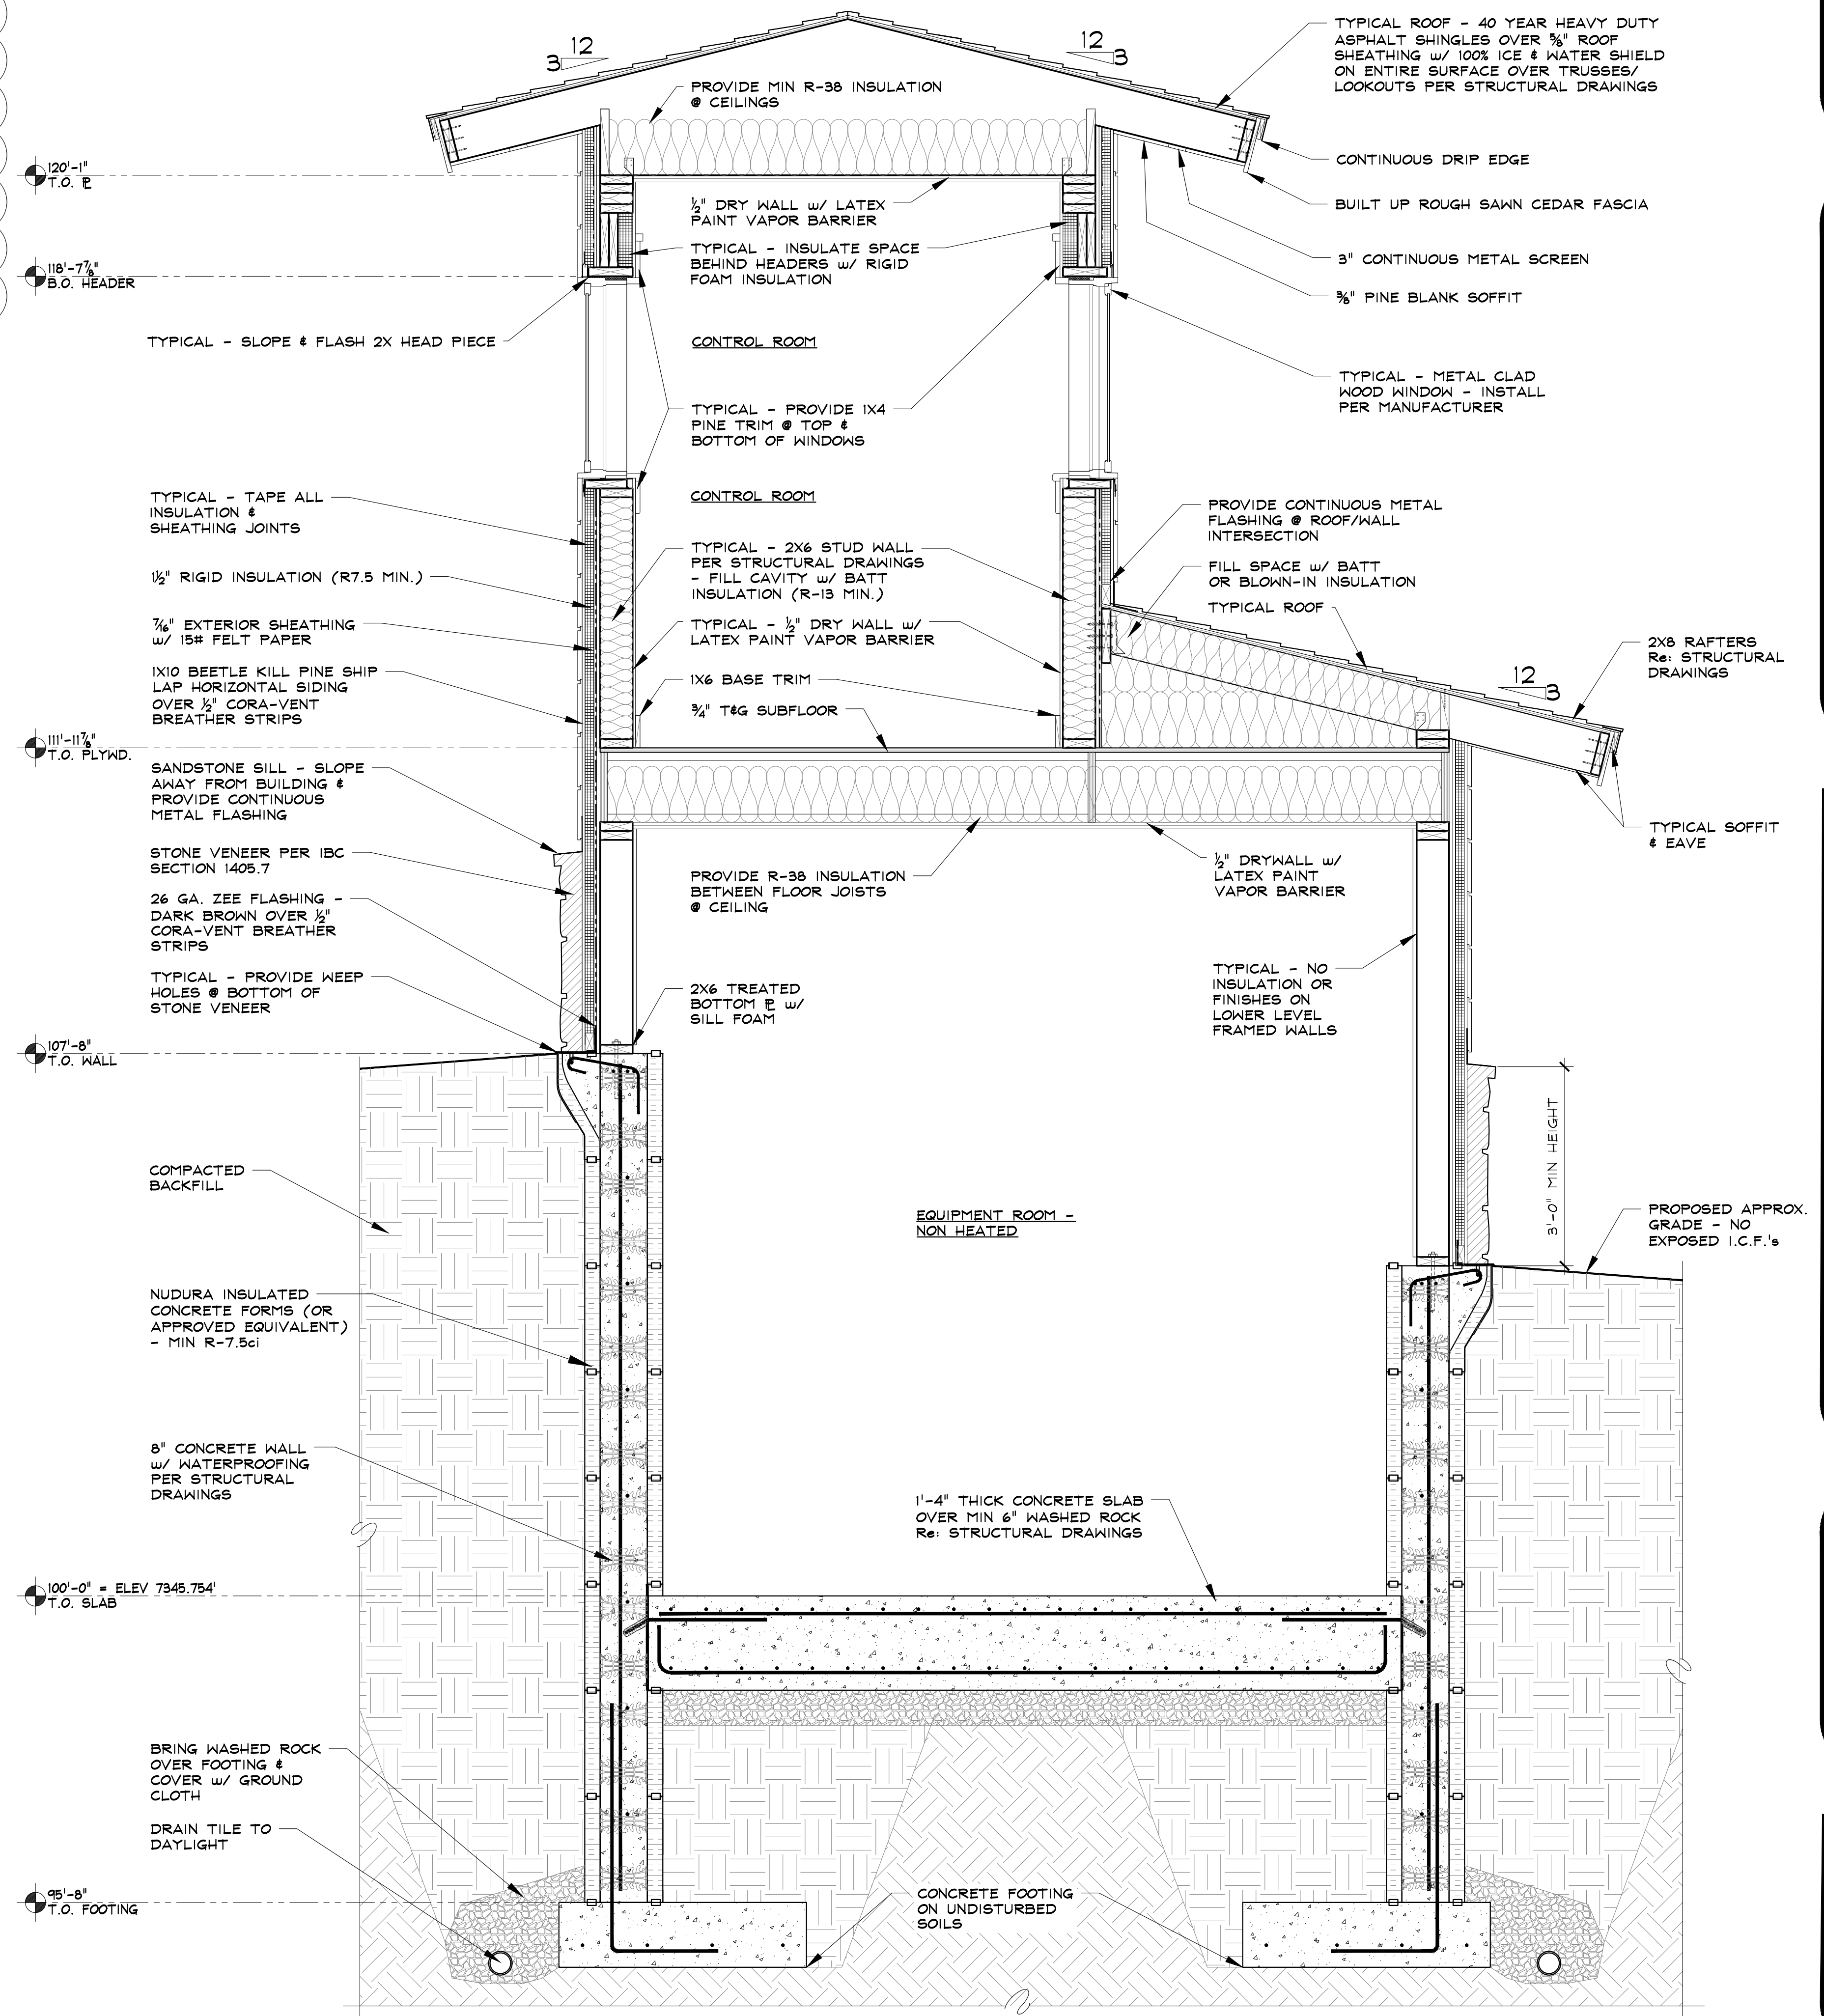 12
3
12
3
TYPICAL ROOF - 40 YEAR HEAVY DUTY
ASPHALT SHINGLES OVER ⅝" ROOF
SHEATHING w/ 100% ICE & WATER SHIELD
ON ENTIRE SURFACE OVER TRUSSES/
LOOKOUTS PER STRUCTURAL DRAWINGS
PROVIDE MIN R-38 INSULATION
@ CEILINGS
CONTINUOUS DRIP EDGE
120'-1"
T.O. PL
½" DRY WALL w/ LATEX
PAINT VAPOR BARRIER
BUILT UP ROUGH SAWN CEDAR FASCIA
TYPICAL - INSULATE SPACE
BEHIND HEADERS w/ RIGID
FOAM INSULATION
3" CONTINUOUS METAL SCREEN
118'-7⅞"
B.O. HEADER
⅜" PINE BLANK SOFFIT
TYPICAL - SLOPE & FLASH 2X HEAD PIECE
CONTROL ROOM
TYPICAL - METAL CLAD
WOOD WINDOW - INSTALL
PER MANUFACTURER
TYPICAL - PROVIDE 1X4
PINE TRIM @ TOP &
BOTTOM OF WINDOWS
TYPICAL - TAPE ALL
INSULATION &
SHEATHING JOINTS
CONTROL ROOM
PROVIDE CONTINUOUS METAL
FLASHING @ ROOF/WALL
INTERSECTION
TYPICAL - 2X6 STUD WALL
PER STRUCTURAL DRAWINGS
- FILL CAVITY w/ BATT
INSULATION (R-13 MIN.)
FILL SPACE w/ BATT
OR BLOWN-IN INSULATION
1½" RIGID INSULATION (R7.5 MIN.)
TYPICAL ROOF
7/16" EXTERIOR SHEATHING
w/ 15# FELT PAPER
TYPICAL - ½" DRY WALL w/
LATEX PAINT VAPOR BARRIER
2X8 RAFTERS
Re: STRUCTURAL
DRAWINGS
1X10 BEETLE KILL PINE SHIP
LAP HORIZONTAL SIDING
OVER ½" CORA-VENT
BREATHER STRIPS
1X6 BASE TRIM
12
3
¾" T&G SUBFLOOR
111'-11⅞"
T.O. PLYWD.
SANDSTONE SILL - SLOPE
AWAY FROM BUILDING &
PROVIDE CONTINUOUS
METAL FLASHING
TYPICAL SOFFIT
& EAVE
STONE VENEER PER IBC
SECTION 1405.7
½" DRYWALL w/
LATEX PAINT
VAPOR BARRIER
PROVIDE R-38 INSULATION
BETWEEN FLOOR JOISTS
@ CEILING
26 GA. ZEE FLASHING -
DARK BROWN OVER ½"
CORA-VENT BREATHER
STRIPS
TYPICAL - PROVIDE WEEP
HOLES @ BOTTOM OF
STONE VENEER
2X6 TREATED
BOTTOM PL w/
SILL FOAM
TYPICAL - NO
INSULATION OR
FINISHES ON
LOWER LEVEL
FRAMED WALLS
107'-8"
T.O. WALL
3'-0" MIN HEIGHT
COMPACTED
BACKFILL
EQUIPMENT ROOM -
NON HEATED
PROPOSED APPROX.
GRADE - NO
EXPOSED I.C.F.'s
NUDURA INSULATED
CONCRETE FORMS (OR
APPROVED EQUIVALENT)
- MIN R-7.5ci
8" CONCRETE WALL
w/ WATERPROOFING
PER STRUCTURAL
DRAWINGS
1'-4" THICK CONCRETE SLAB
OVER MIN 6" WASHED ROCK
Re: STRUCTURAL DRAWINGS
100'-0" = ELEV 7345.754'
T.O. SLAB
BRING WASHED ROCK
OVER FOOTING &
COVER w/ GROUND
CLOTH
DRAIN TILE TO
DAYLIGHT
95'-8"
T.O. FOOTING
CONCRETE FOOTING
ON UNDISTURBED
SOILS